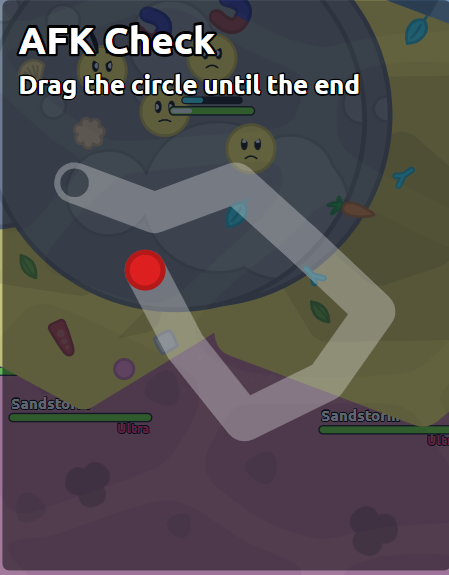 AFK Check
Drag the circle until the end
Sandstorm
Sandstorm
Ultra